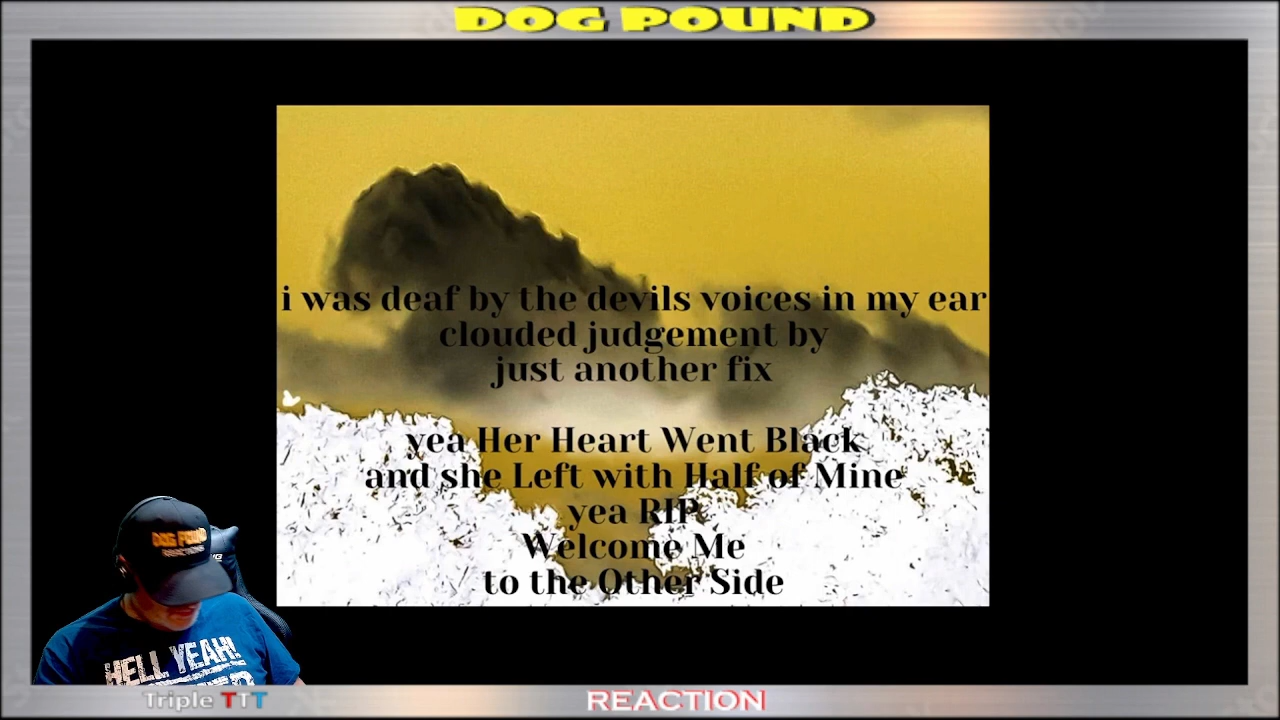 DOG POUND
i was deaf by the devils voices in my ear
clouded judgement by
just another fix
yea Her Heart Went Black
and she Left with Half of Mine
yea RIP
Welcome Me
to the Other Side
DOG POUND
REACTIONS
HELL YEAH!
Triple TTT
REACTION